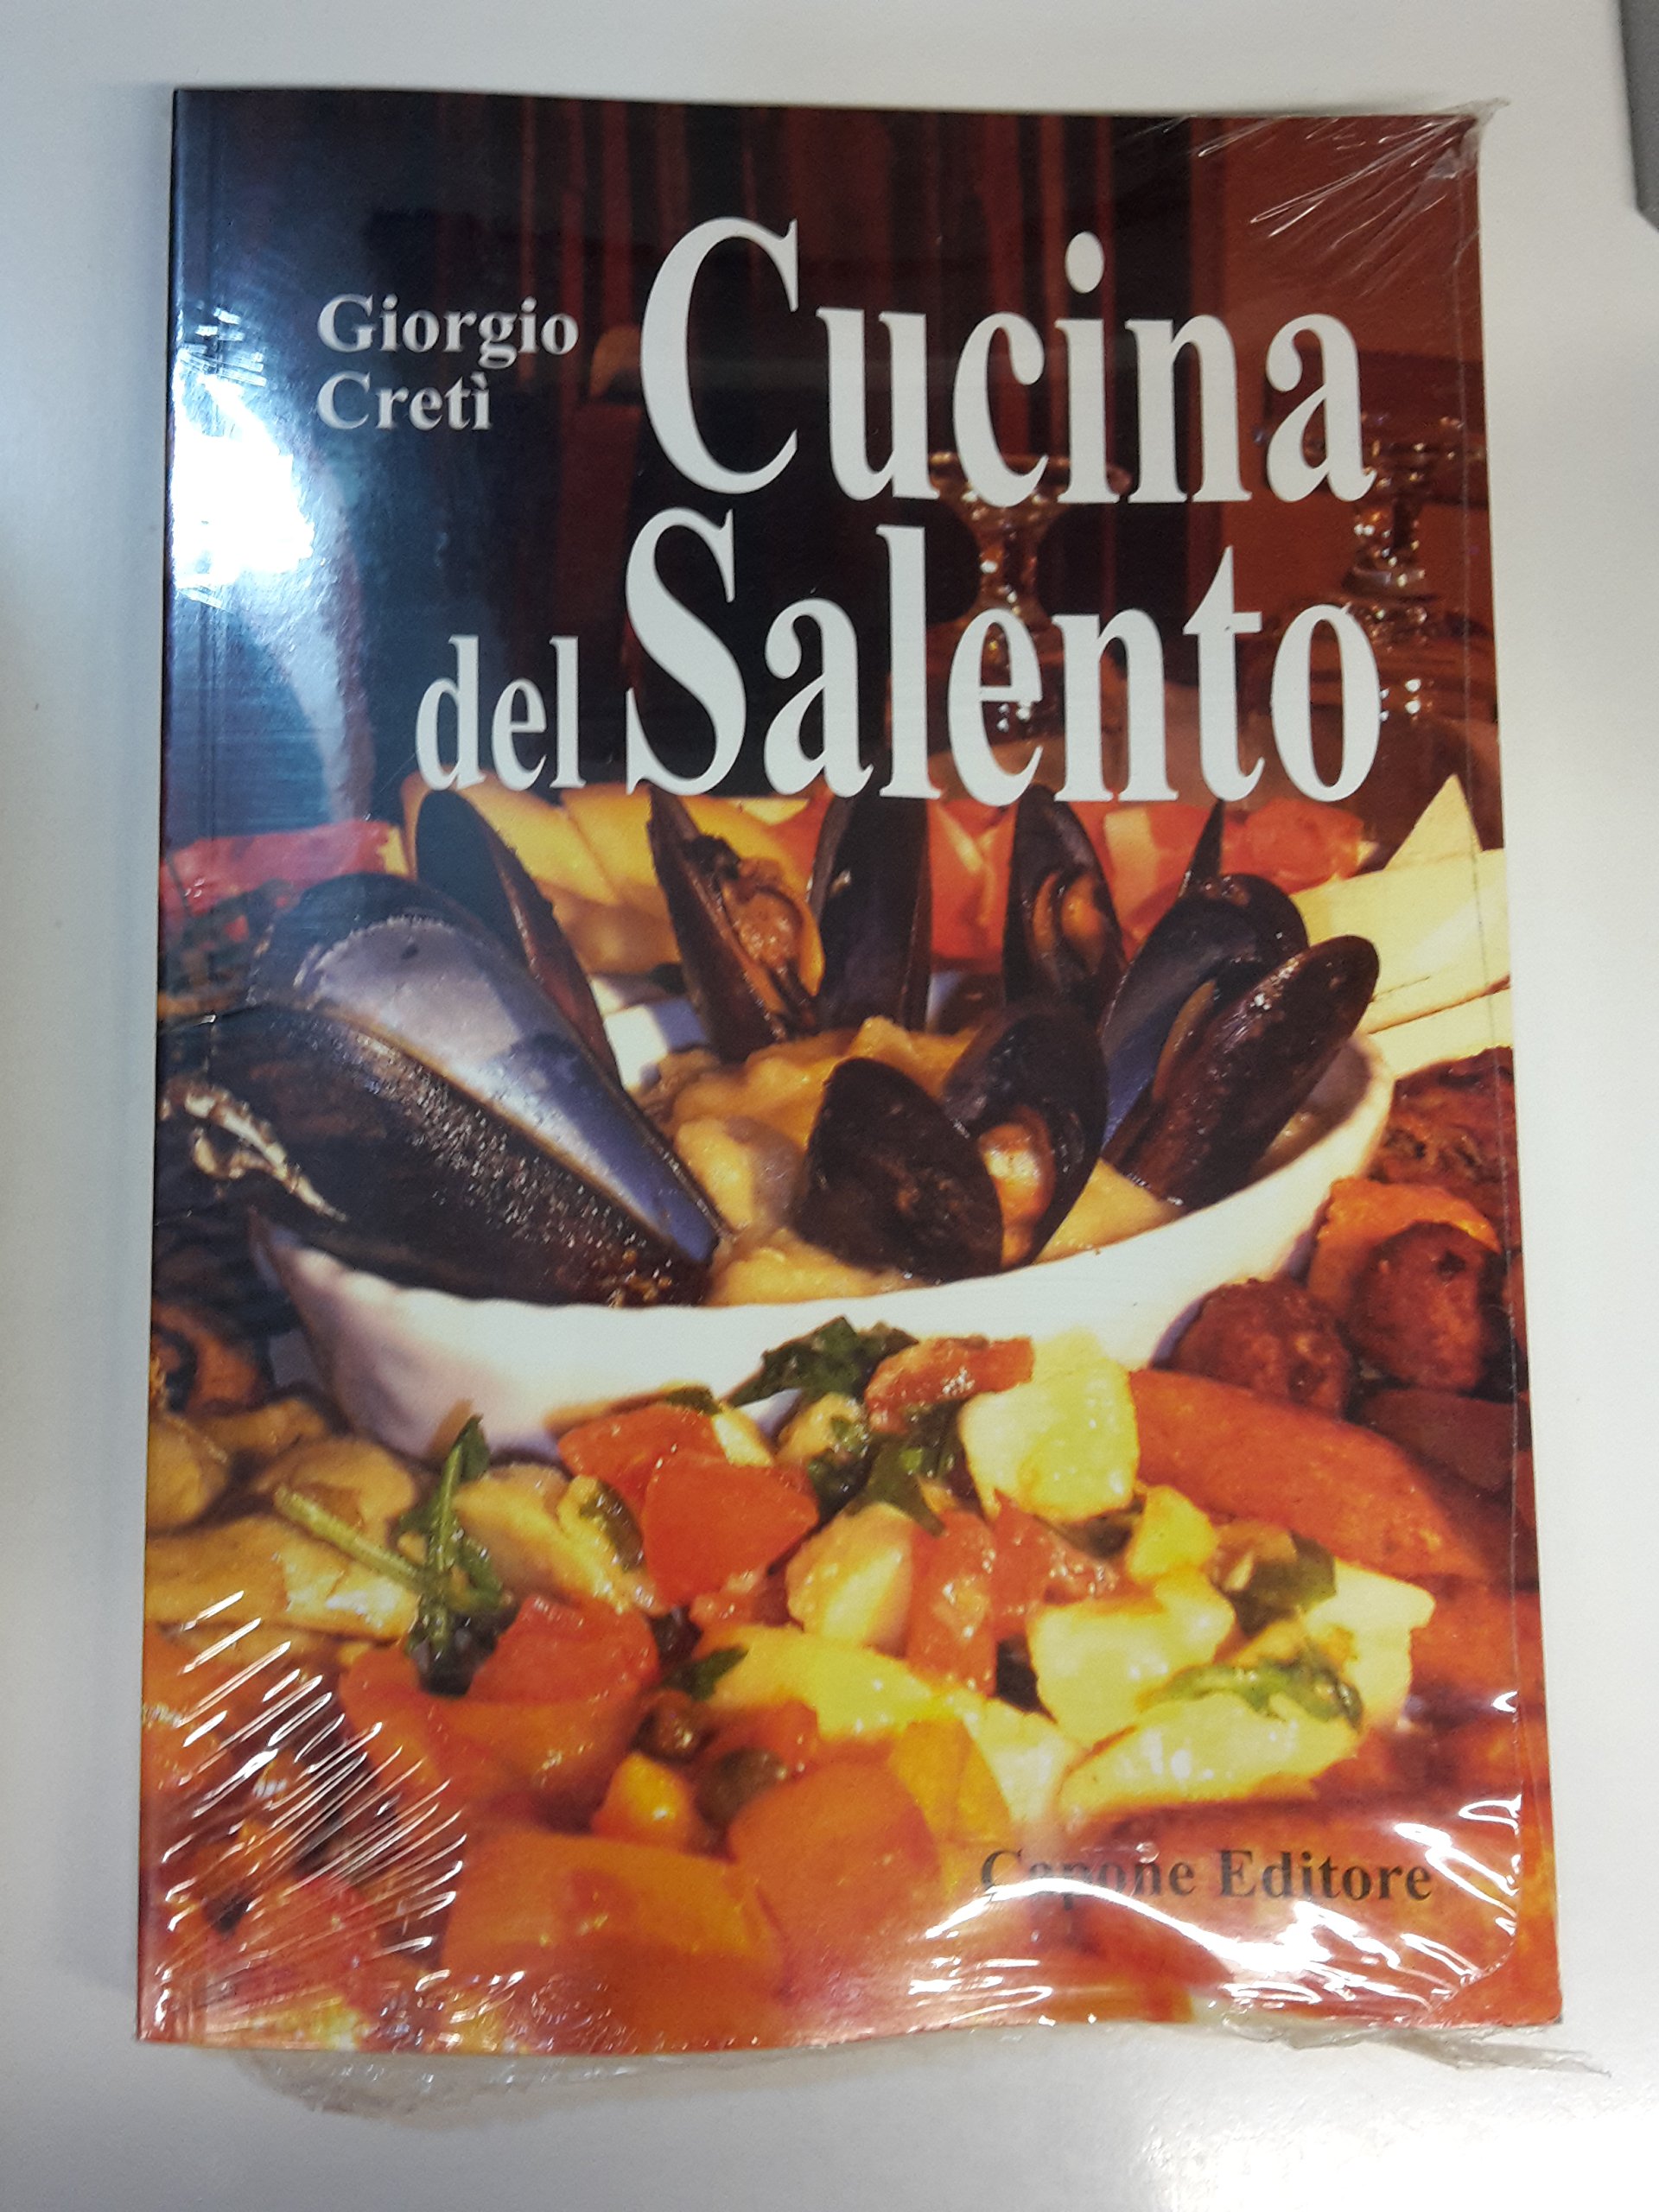 Giorgio
Cretì
Cucina
del Salento
Capone Editore